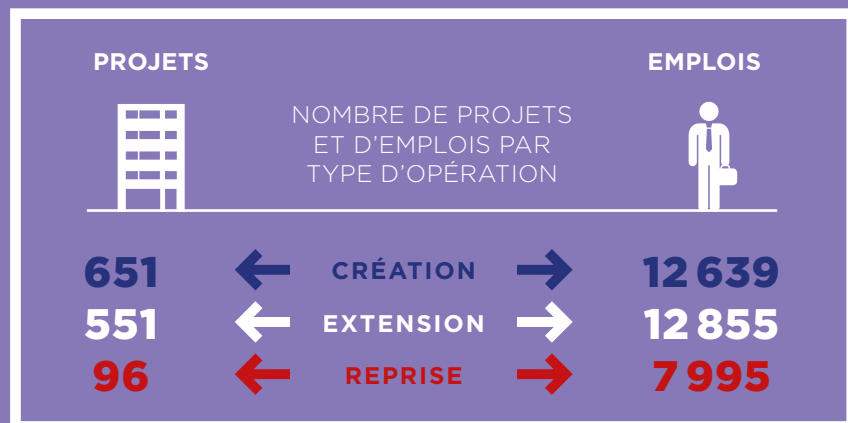 PROJETS
EMPLOIS
NOMBRE DE PROJETS
ET D'EMPLOIS PAR
TYPE D'OPÉRATION
651 CRÉATION 12 639
551 EXTENSION 12 855
96 REPRISE 7 995